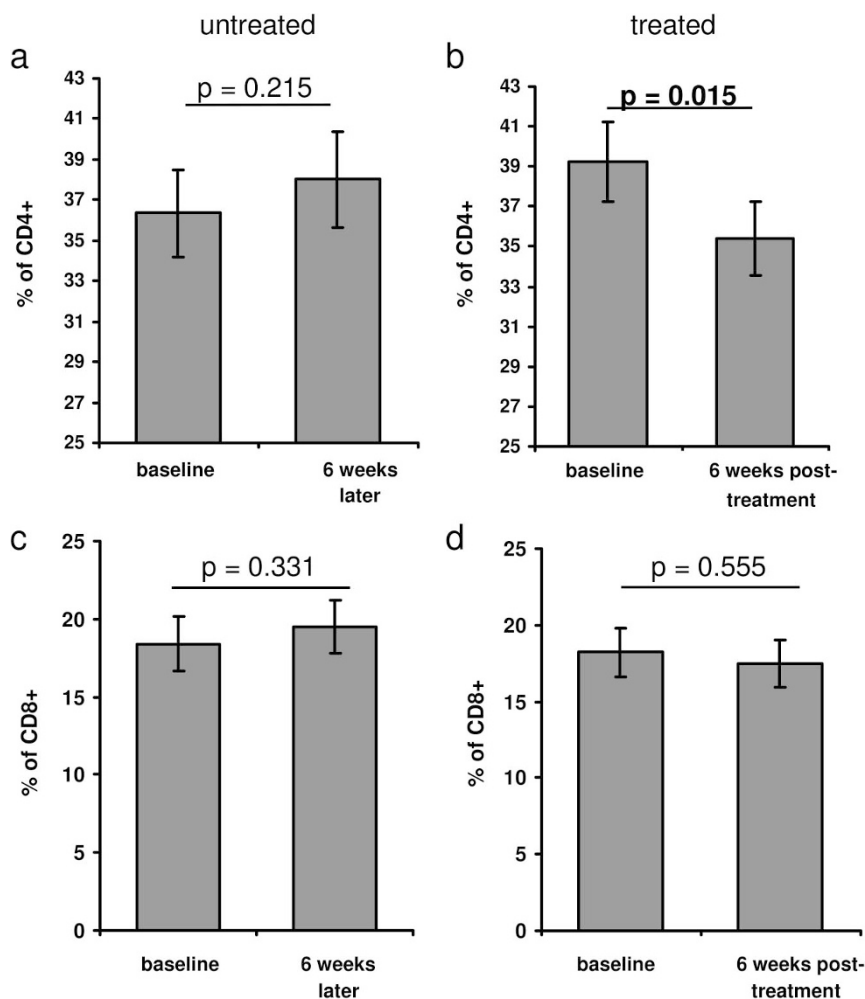 untreated
treated
a
p = 0.215
% of CD4+
43
41
39
37
35
33
31
29
27
25
baseline
6 weeks
later
b
p = 0.015
% of CD4+
43
41
39
37
35
33
31
29
27
25
baseline
6 weeks post-
treatment
c
p = 0.331
% of CD8+
25
20
15
10
5
0
baseline
6 weeks
later
d
p = 0.555
% of CD8+
25
20
15
10
5
0
baseline
6 weeks post-
treatment